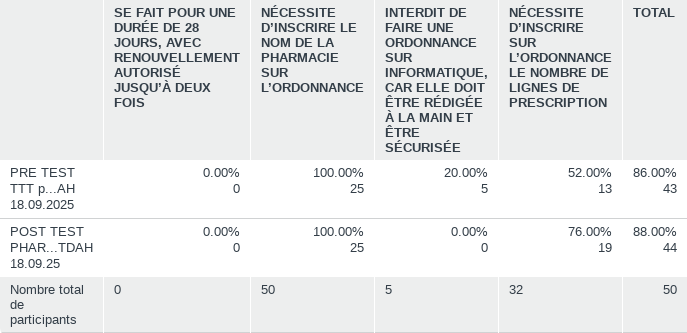 SE FAIT POUR UNE
DURÉE DE 28
JOURS, AVEC
RENOUVELLEMENT
AUTORISÉ
JUSQU'À DEUX
FOIS
NÉCESSITE
D'INSCRIRE LE
NOM DE LA
PHARMACIE
SUR
L'ORDONNANCE
INTERDIT DE
FAIRE UNE
ORDONNANCE
SUR
INFORMATIQUE,
CAR ELLE DOIT
ÊTRE RÉDIGÉE
À LA MAIN ET
ÊTRE
SÉCURISÉE
NÉCESSITE
D'INSCRIRE
SUR
L'ORDONNANCE
LE NOMBRE DE
LIGNES DE
PRESCRIPTION
TOTAL
PRE TEST
TTT p...AH
18.09.2025
0.00%
0
100.00%
25
20.00%
5
52.00%
13
86.00%
43
POST TEST
PHAR...TDAH
18.09.25
0.00%
0
100.00%
25
0.00%
0
76.00%
19
88.00%
44
Nombre total
de
participants
0
50
5
32
50